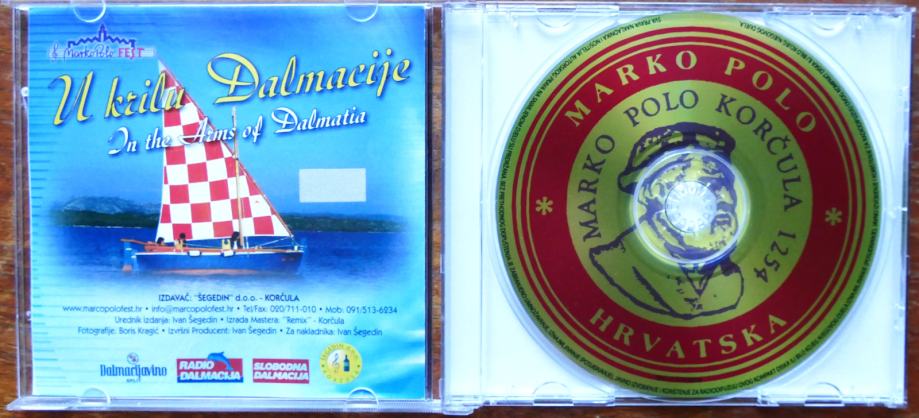 Marko Polo FEST
U krilu Dalmacije
In the Arms of Dalmatia
IZDAVAČ: "ŠEGEDIN" d.o.o. - KORČULA
www.marcopolofest.hr • info@marcopolofest.hr • Tel/Fax: 020/711-010 • Mob: 091/513-6234
Urednik Izdanja: Ivan Šegedin • Izrada Mastera: "Remix" - Korčula
Fotografije: Boris Kragić • Izvršni Producent: Ivan Šegedin • Za nakladnika: Ivan Šegedin
Dalmacijavino
SPLIT
RADIO
DALMACIJA
SLOBODNA
DALMACIJA
MARKO POLO
MARKO POLO KORČULA 1254
* *
HRVATSKA